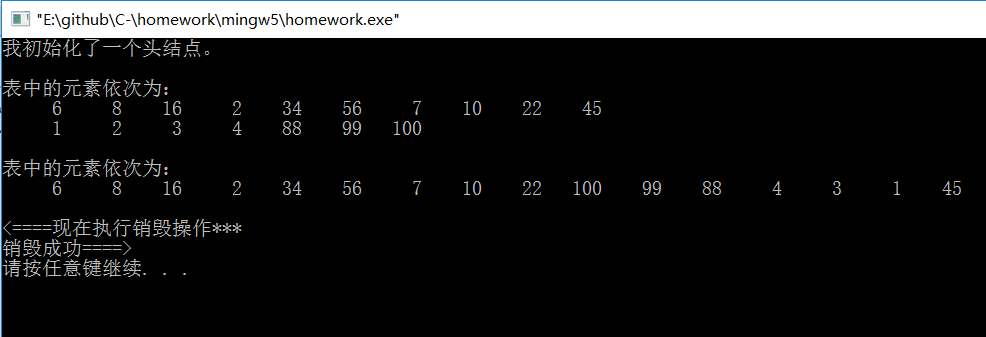 "E:\github\C-\homework\mingw5\homework.exe"
我初始化了一个头结点。
表中的元素依次为:
6 8 16 2 34 56 7 10 22 45
1 2 3 4 88 99 100
表中的元素依次为:
6 8 16 2 34 56 7 10 22 100 99 88 4 3 1 45
<====现在执行销毁操作***
销毁成功====>
请按任意键继续. . .